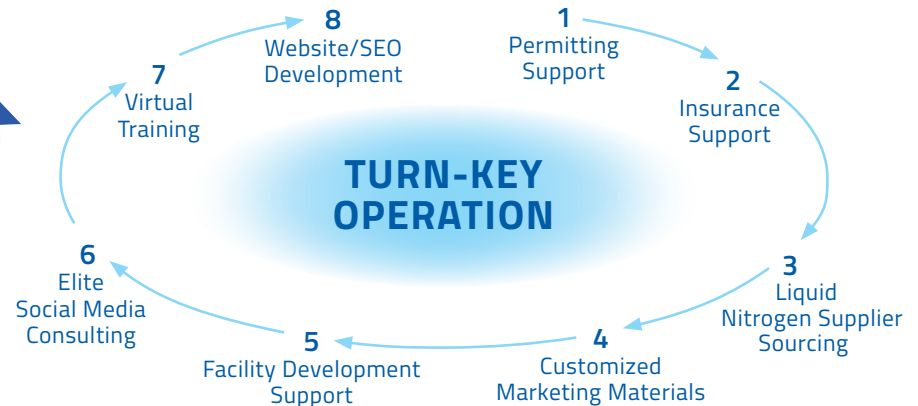 1
Permitting
Support
2
Insurance
Support
3
Liquid
Nitrogen Supplier
Sourcing
4
Customized
Marketing Materials
5
Facility Development
Support
6
Elite
Social Media
Consulting
7
Virtual
Training
8
Website/SEO
Development
TURN-KEY
OPERATION